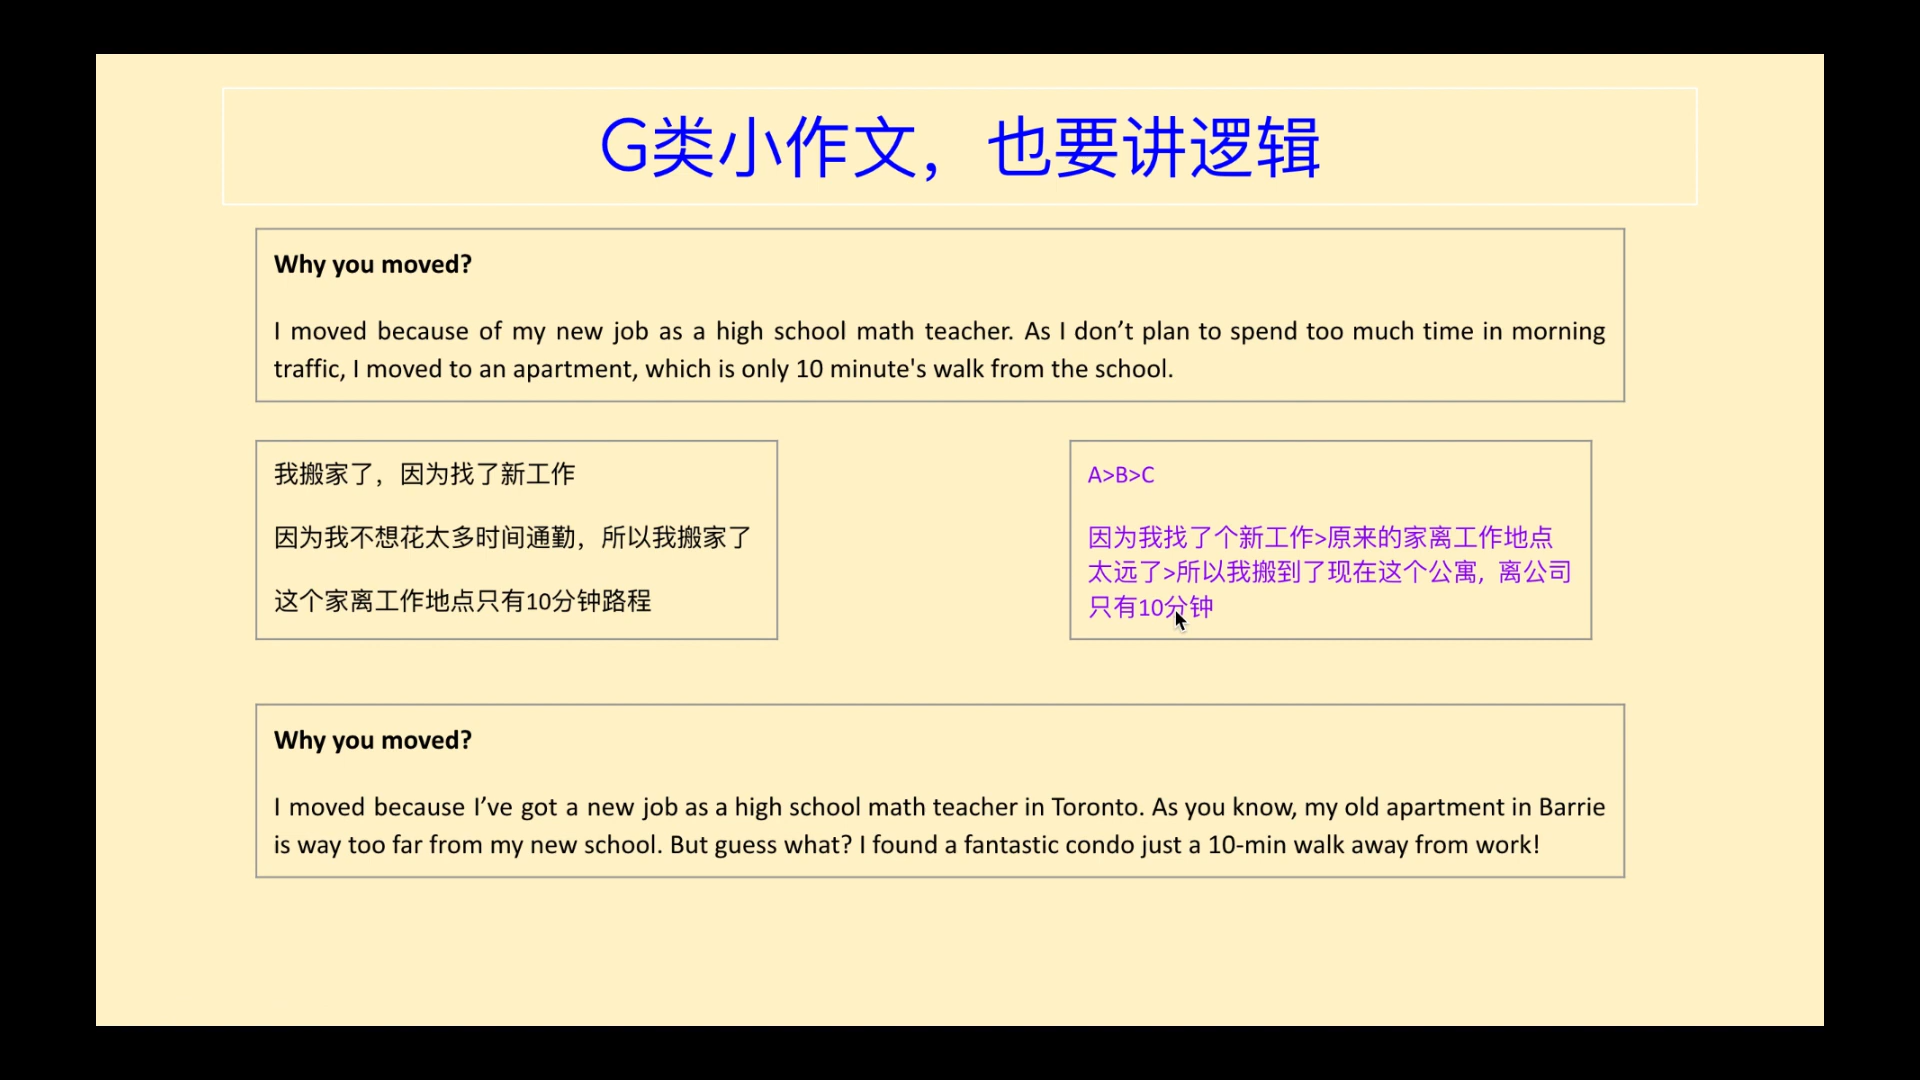 G类小作文，也要讲逻辑
Why you moved?
I moved because of my new job as a high school math teacher. As I don’t plan to spend too much time in morning
traffic, I moved to an apartment, which is only 10 minute's walk from the school.
我搬家了，因为找了新工作
因为我不想花太多时间通勤，所以我搬家了
这个家离工作地点只有10分钟路程
A>B>C
因为我找了个新工作>原来的家离工作地点
太远了>所以我搬到了现在这个公寓，离公司
只有10分钟
Why you moved?
I moved because I’ve got a new job as a high school math teacher in Toronto. As you know, my old apartment in Barrie
is way too far from my new school. But guess what? I found a fantastic condo just a 10-min walk away from work!